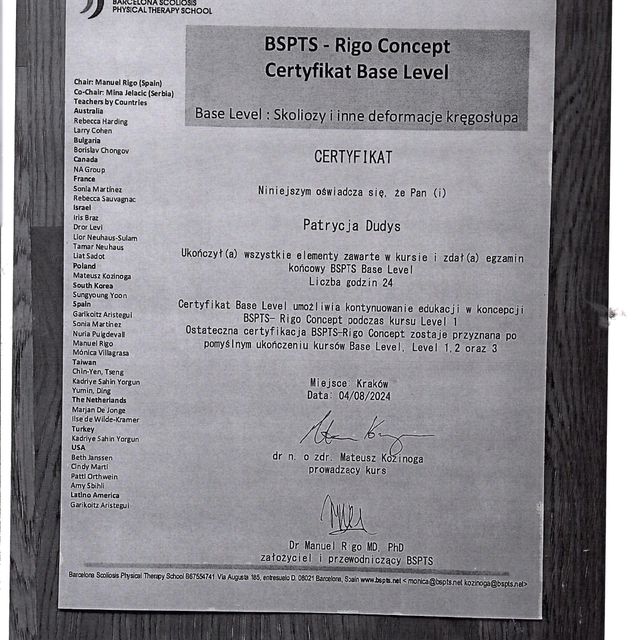 BARCELONA SCOLIOSIS
PHYSICAL THERAPY SCHOOL
BSPTS - Rigo Concept
Certyfikat Base Level
Base Level : Skoliozy i inne deformacje kręgosłupa
Chair: Manuel Rigo (Spain)
Co-Chair: Mina Jelacic (Serbia)
Teachers by Countries
Australia
Rebecca Harding
Larry Cohen
Bulgaria
Borislav Chongov
Canada
NA Group
France
Sonia Martinez
Rebecca Sauvagnac
Israel
Iris Braz
Dror Levi
Lior Neuhaus-Sulam
Tamar Neuhaus
Liat Sadot
Poland
Mateusz Kozinoga
South Korea
Sungyoung Yoon
Spain
Garikoitz Aristegui
Sonia Martinez
Nuria Puigdevall
Manuel Rigo
Mónica Villagrasa
Taiwan
Chin-Yen, Tseng
Kadriye Sahin Yorgun
Yumin, Ding
The Netherlands
Marjan De Jonge
Ilse de Wilde-Kramer
Turkey
Kadriye Sahin Yorgun
USA
Beth Janssen
Cindy Marti
Patti Orthwein
Amy Sbihli
Latino America
Garikoitz Aristegui
CERTYFIKAT
Niniejszym oświadcza się, że Pan (i)
Patrycja Dudys
Ukończył(a) wszystkie elementy zawarte w kursie i zdał(a) egzamin
końcowy BSPTS Base Level
Liczba godzin 24
Certyfikat Base Level umożliwia kontynuowanie edukacji w koncepcji
BSPTS- Rigo Concept podczas kursu Level 1
Ostateczna certyfikacja BSPTS-Rigo Concept zostaje przyznana po
pomyślnym ukończeniu kursów Base Level, Level 1,2 oraz 3
Miejsce: Kraków
Data: 04/08/2024
dr n. o zdr. Mateusz Kozinoga
prowadzący kurs
Dr Manuel Rigo MD, PhD
założyciel i przewodniczący BSPTS
Barcelona Scoliosis Physical Therapy School B67554741 Via Augusta 185, entresuelo D, 08021 Barcelona, Spain www.bspts.net < monica@bspts.net kozinoga@bspts.net>